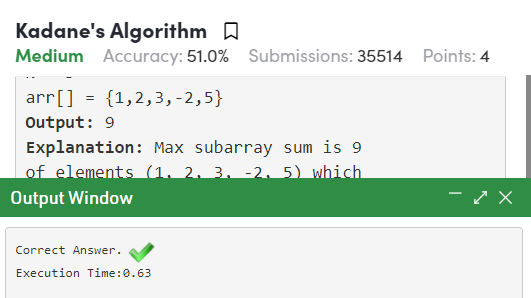 Kadane's Algorithm
Medium Accuracy: 51.0% Submissions: 35514 Points: 4
arr[] = {1,2,3,-2,5}
Output: 9
Explanation: Max subarray sum is 9
of elements (1, 2, 3, -2, 5) which
Output Window
Correct Answer.
Execution Time:0.63